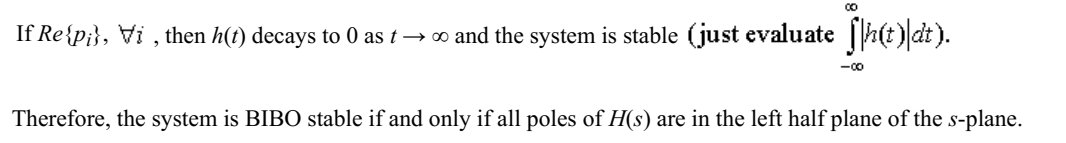 If Re{p_i}, ∀i , then h(t) decays to 0 as t → ∞ and the system is stable (just evaluate ∫_{-∞}^{∞}|h(t)|dt).
Therefore, the system is BIBO stable if and only if all poles of H(s) are in the left half plane of the s-plane.